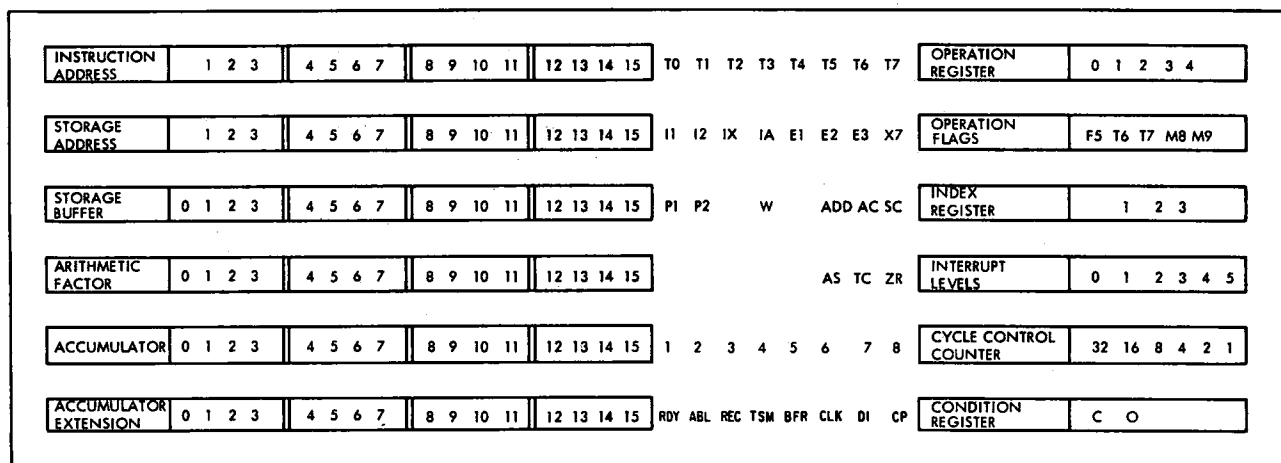 INSTRUCTION ADDRESS 1 2 3 4 5 6 7 8 9 10 11 12 13 14 15 T0 T1 T2 T3 T4 T5 T6 T7 OPERATION REGISTER 0 1 2 3 4
STORAGE ADDRESS 1 2 3 4 5 6 7 8 9 10 11 12 13 14 15 I1 I2 IX IA E1 E2 E3 X7 OPERATION FLAGS F5 T6 T7 M8 M9
STORAGE BUFFER 0 1 2 3 4 5 6 7 8 9 10 11 12 13 14 15 P1 P2 W ADD AC SC INDEX REGISTER 1 2 3
ARITHMETIC FACTOR 0 1 2 3 4 5 6 7 8 9 10 11 12 13 14 15 AS TC ZR INTERRUPT LEVELS 0 1 2 3 4 5
ACCUMULATOR 0 1 2 3 4 5 6 7 8 9 10 11 12 13 14 15 1 2 3 4 5 6 7 8 CYCLE CONTROL COUNTER 32 16 8 4 2 1
ACCUMULATOR EXTENSION 0 1 2 3 4 5 6 7 8 9 10 11 12 13 14 15 RDY ABL REC TSM BFR CLK DI CP CONDITION REGISTER C O